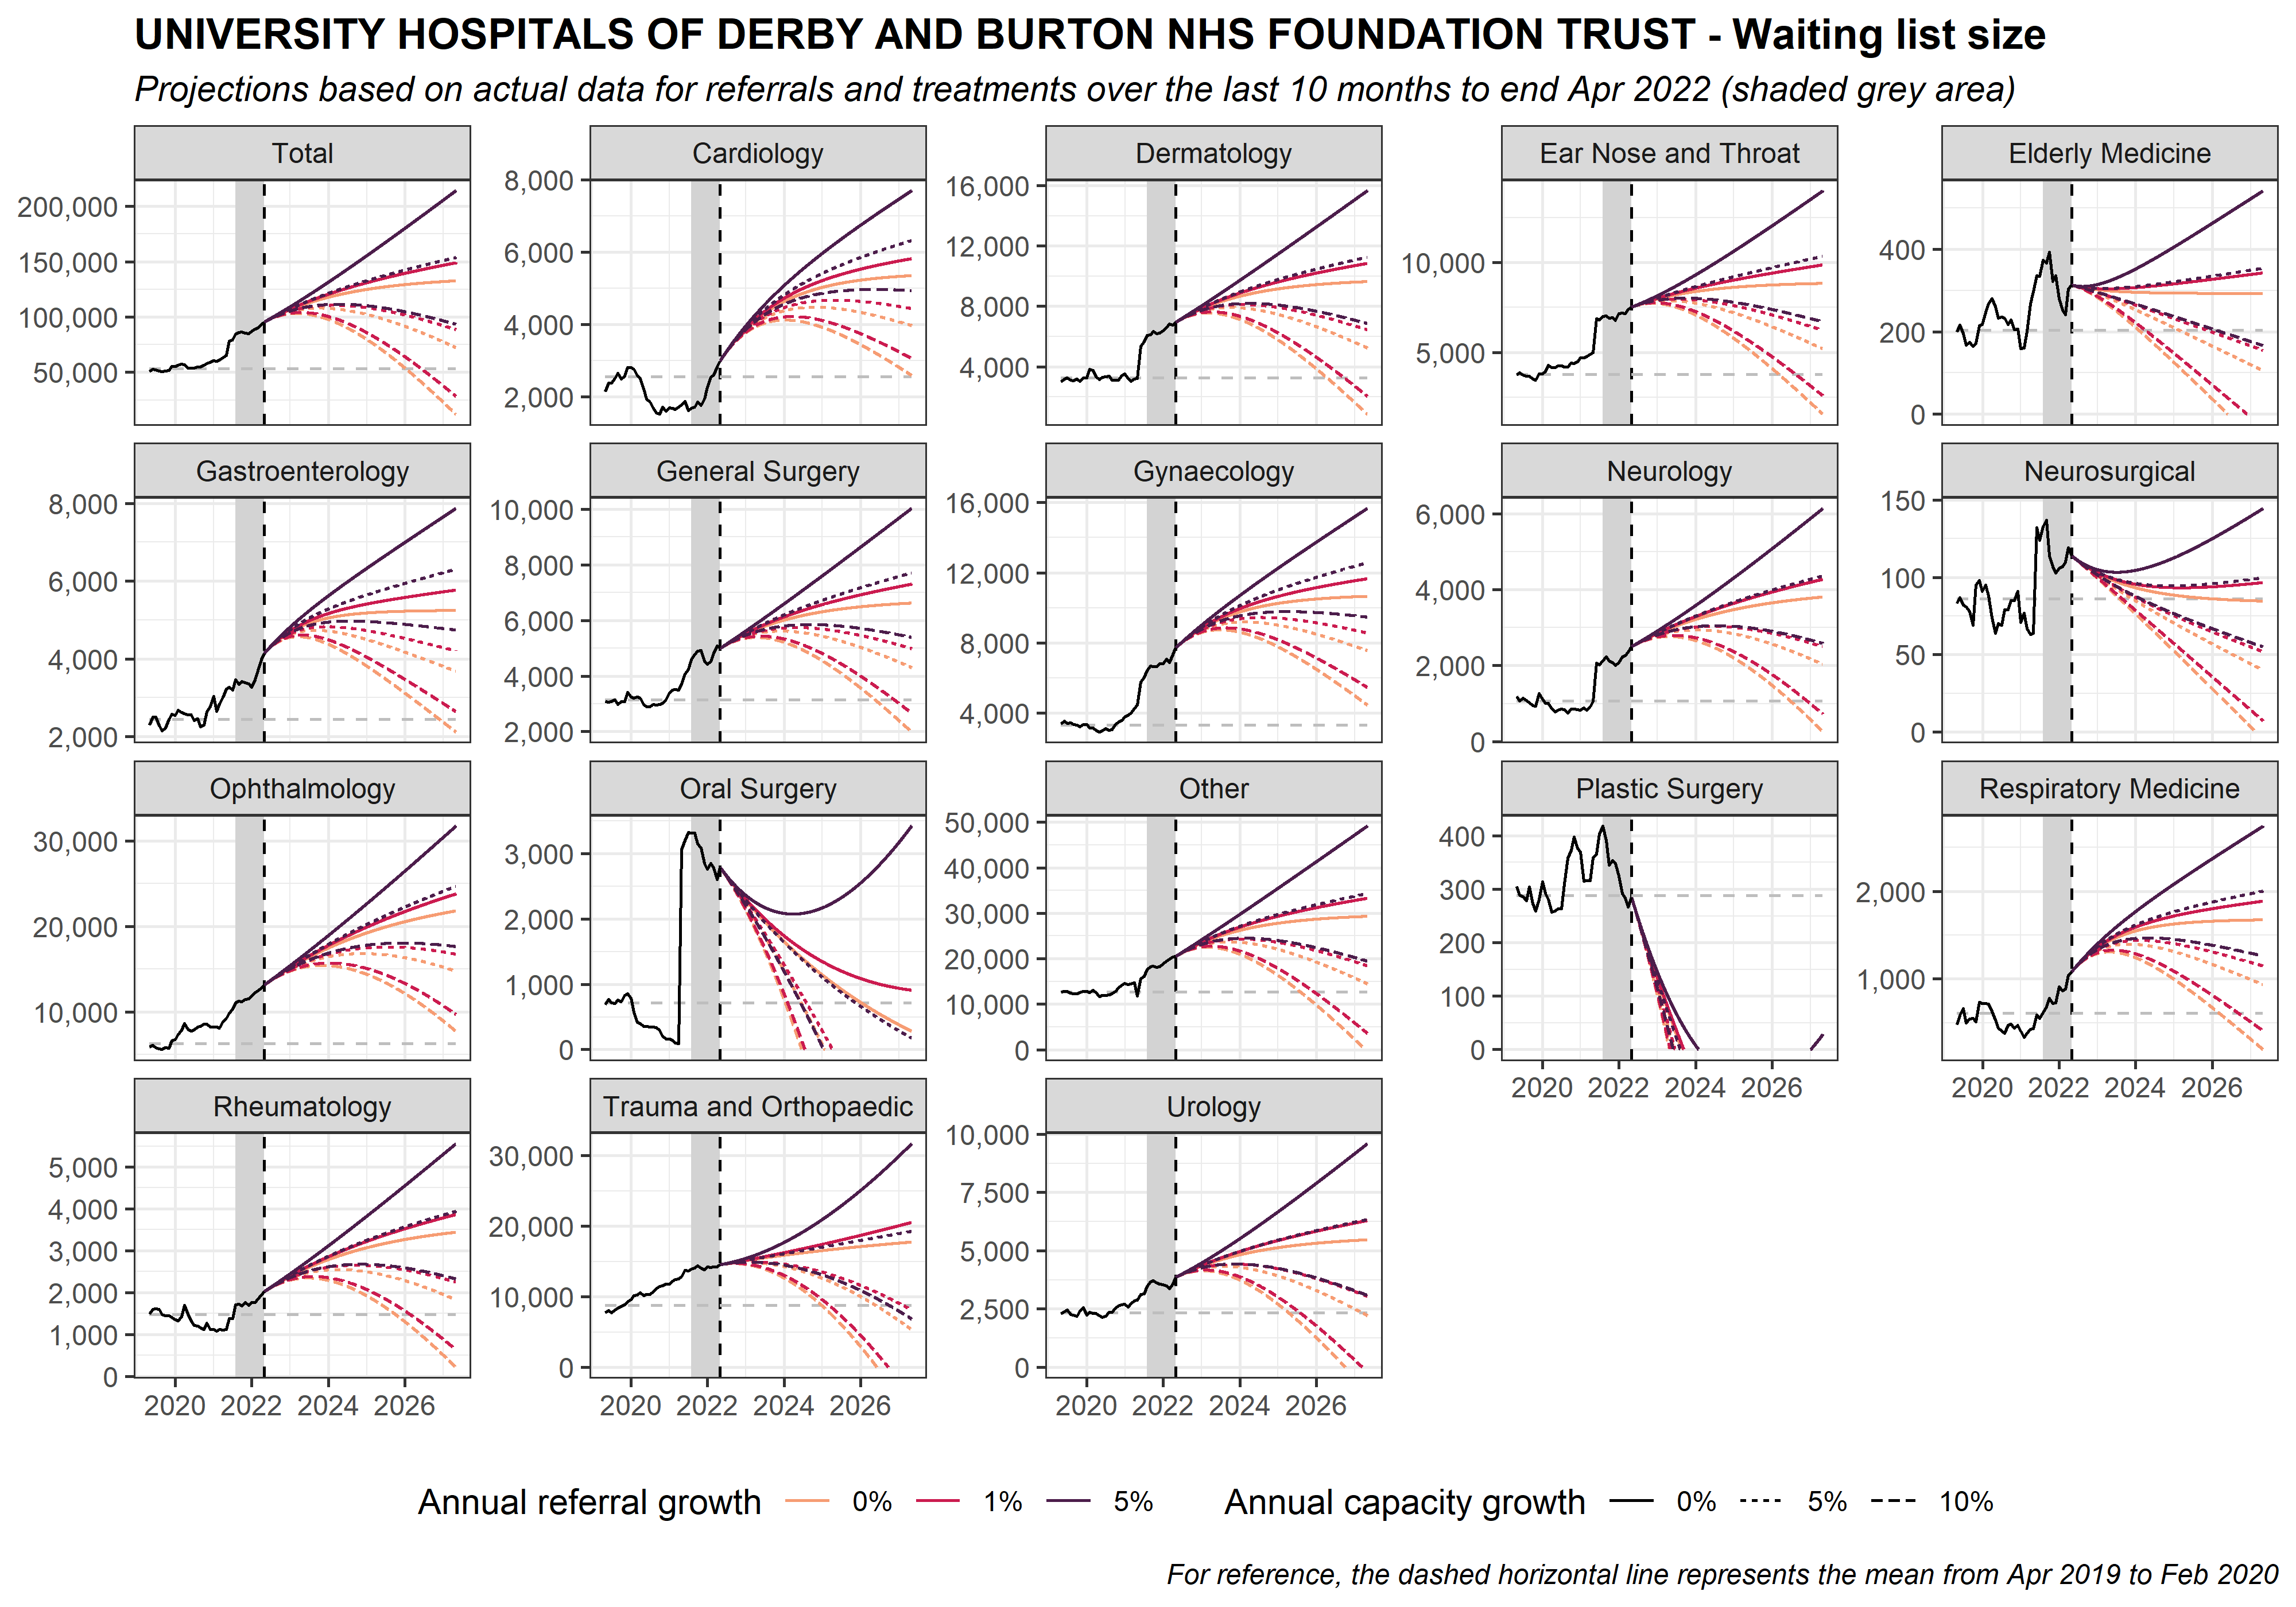 UNIVERSITY HOSPITALS OF DERBY AND BURTON NHS FOUNDATION TRUST - Waiting list size
Projections based on actual data for referrals and treatments over the last 10 months to end Apr 2022 (shaded grey area)
Total
200,000
150,000
100,000
50,000
Cardiology
8,000
6,000
4,000
2,000
Dermatology
16,000
12,000
8,000
4,000
Ear Nose and Throat
10,000
5,000
Elderly Medicine
400
200
0
Gastroenterology
8,000
6,000
4,000
2,000
General Surgery
10,000
8,000
6,000
4,000
2,000
Gynaecology
16,000
12,000
8,000
4,000
Neurology
6,000
4,000
2,000
0
Neurosurgical
150
100
50
0
Ophthalmology
30,000
20,000
10,000
Oral Surgery
3,000
2,000
1,000
0
Other
50,000
40,000
30,000
20,000
10,000
0
Plastic Surgery
400
300
200
100
0
2020 2022 2024 2026
Respiratory Medicine
2,000
1,000
2020 2022 2024 2026
Rheumatology
5,000
4,000
3,000
2,000
1,000
0
2020 2022 2024 2026
Trauma and Orthopaedic
30,000
20,000
10,000
0
2020 2022 2024 2026
Urology
10,000
7,500
5,000
2,500
0
2020 2022 2024 2026
Annual referral growth 0% 1% 5% Annual capacity growth 0% 5% 10%
For reference, the dashed horizontal line represents the mean from Apr 2019 to Feb 2020